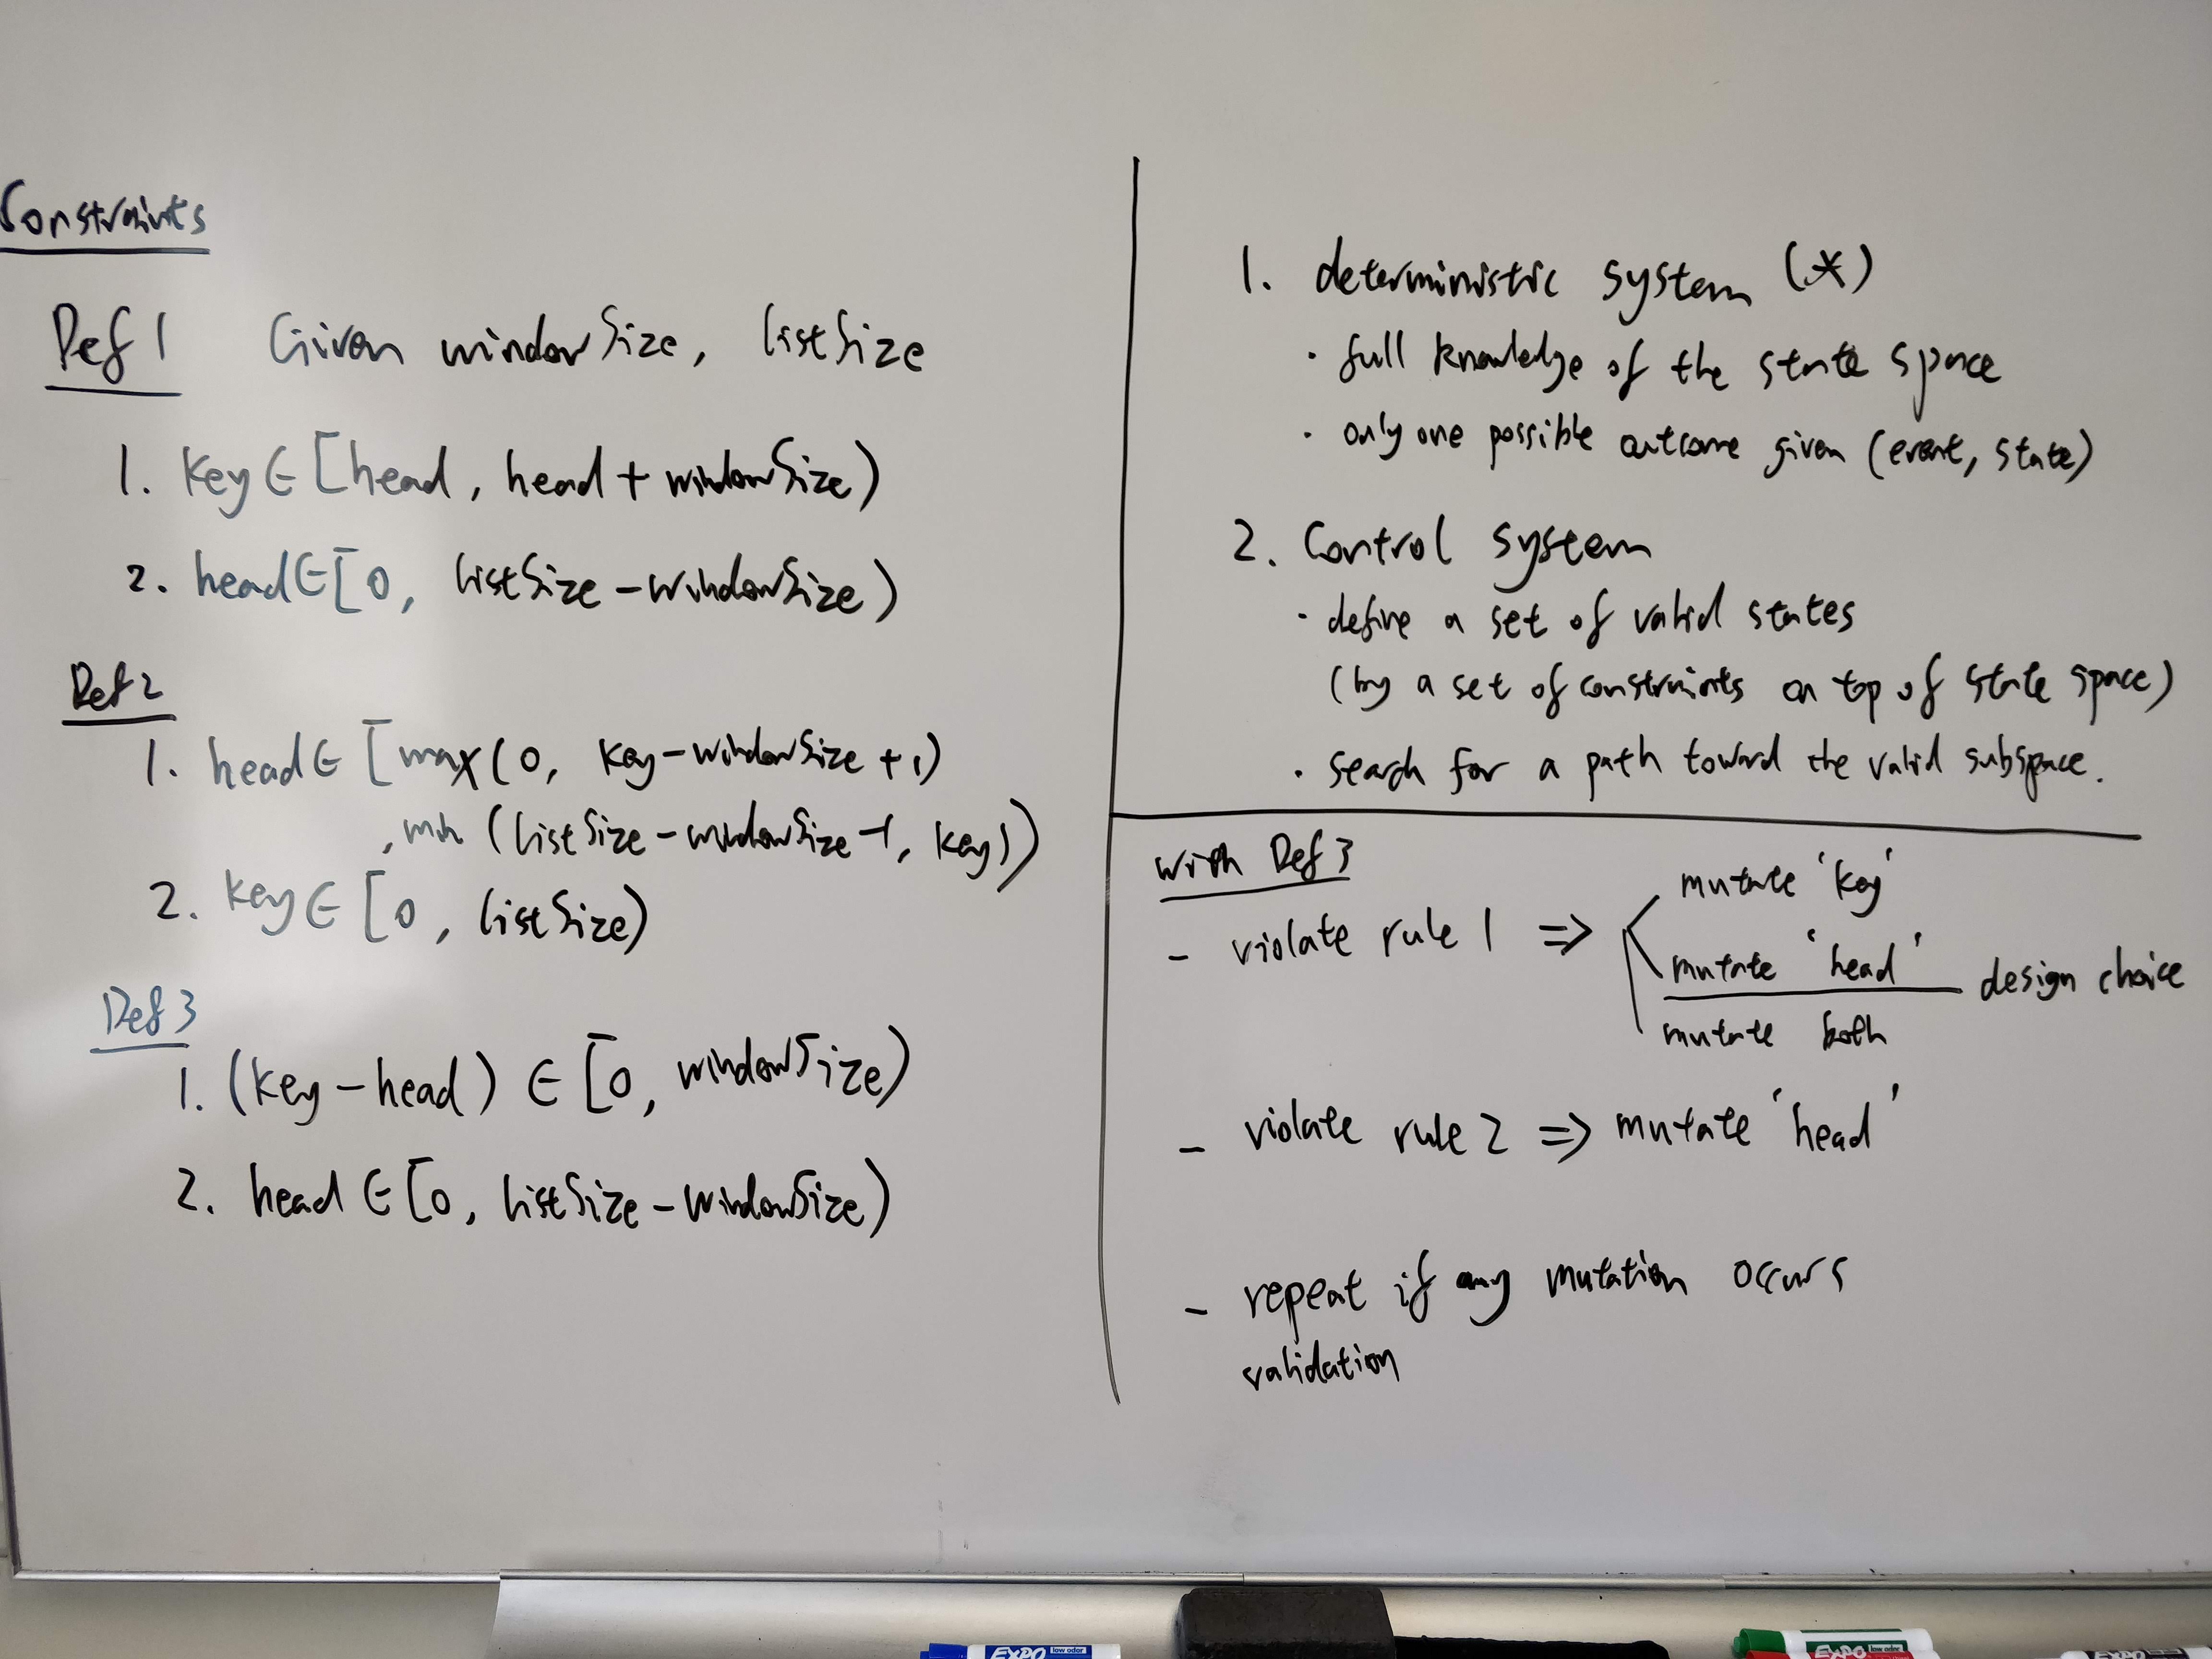 Constraints
Def 1 Given windowSize, listSize
1. key ∈ [head, head + windowSize)
2. head ∈ [0, listSize - windowSize)
Def 2
1. head ∈ [max(0, key - windowSize + 1)
, min (listSize - windowSize - 1, key))
2. key ∈ [0, listSize)
Def 3
1. (key - head) ∈ [0, windowSize)
2. head ∈ [0, listSize - windowSize)
1. deterministic system (*)
· full knowledge of the state space
· only one possible outcome given (event, state)
2. Control system
· define a set of valid states
(by a set of constraints on top of state space)
· search for a path toward the valid subspace.
with Def 3
- violate rule 1 => mutate 'key'
mutate 'head' design choice
mutate both
- violate rule 2 => mutate 'head'
- repeat if any mutation occurs
validation
EXPO low odor
EXPO low odor
EXPO